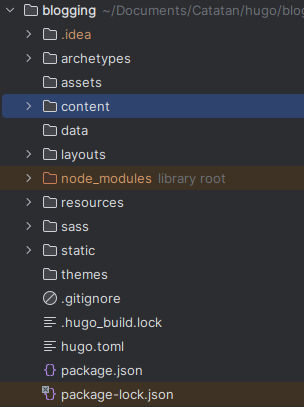 blogging ~/Documents/Catatan/hugo/blog
.idea
archetypes
assets
content
data
layouts
node_modules library root
resources
sass
static
themes
.gitignore
.hugo_build.lock
hugo.toml
package.json
package-lock.json